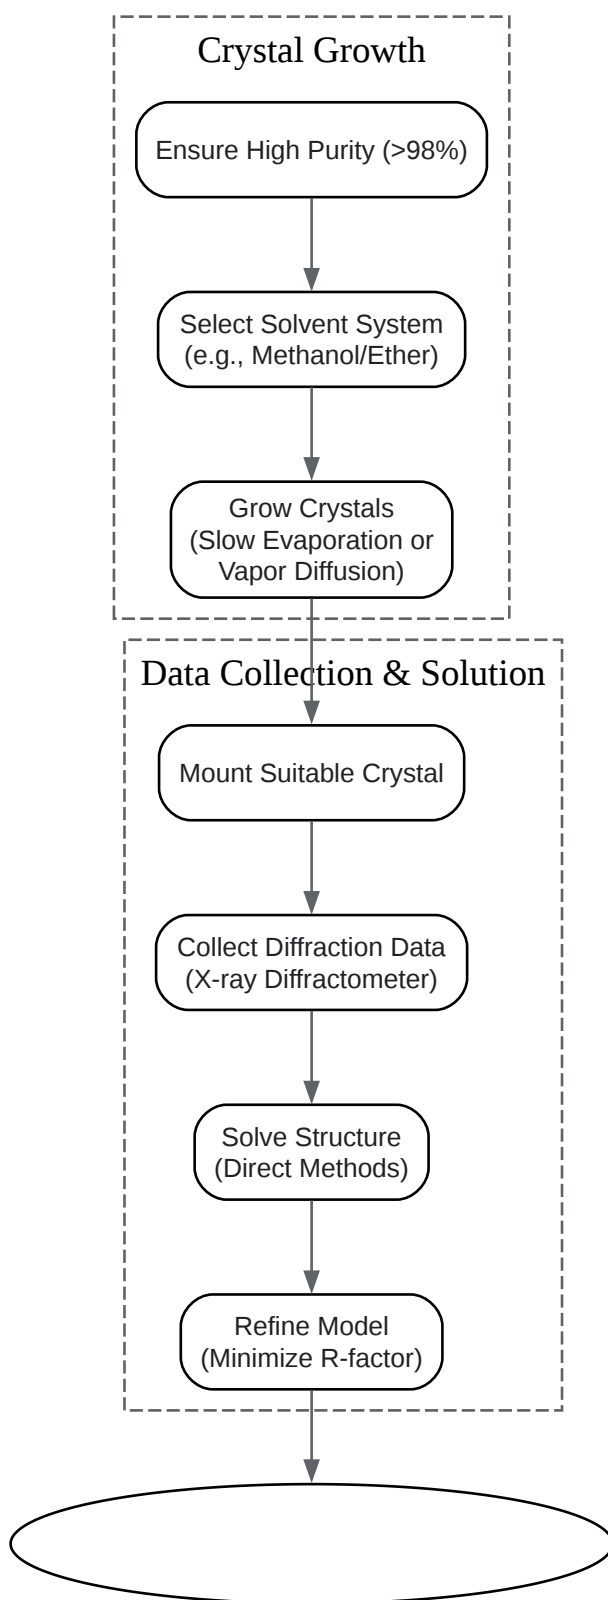 Crystal Growth
Ensure High Purity (>98%)
Select Solvent System
(e.g., Methanol/Ether)
Grow Crystals
(Slow Evaporation or
Vapor Diffusion)
Data Collection & Solution
Mount Suitable Crystal
Collect Diffraction Data
(X-ray Diffractometer)
Solve Structure
(Direct Methods)
Refine Model
(Minimize R-factor)